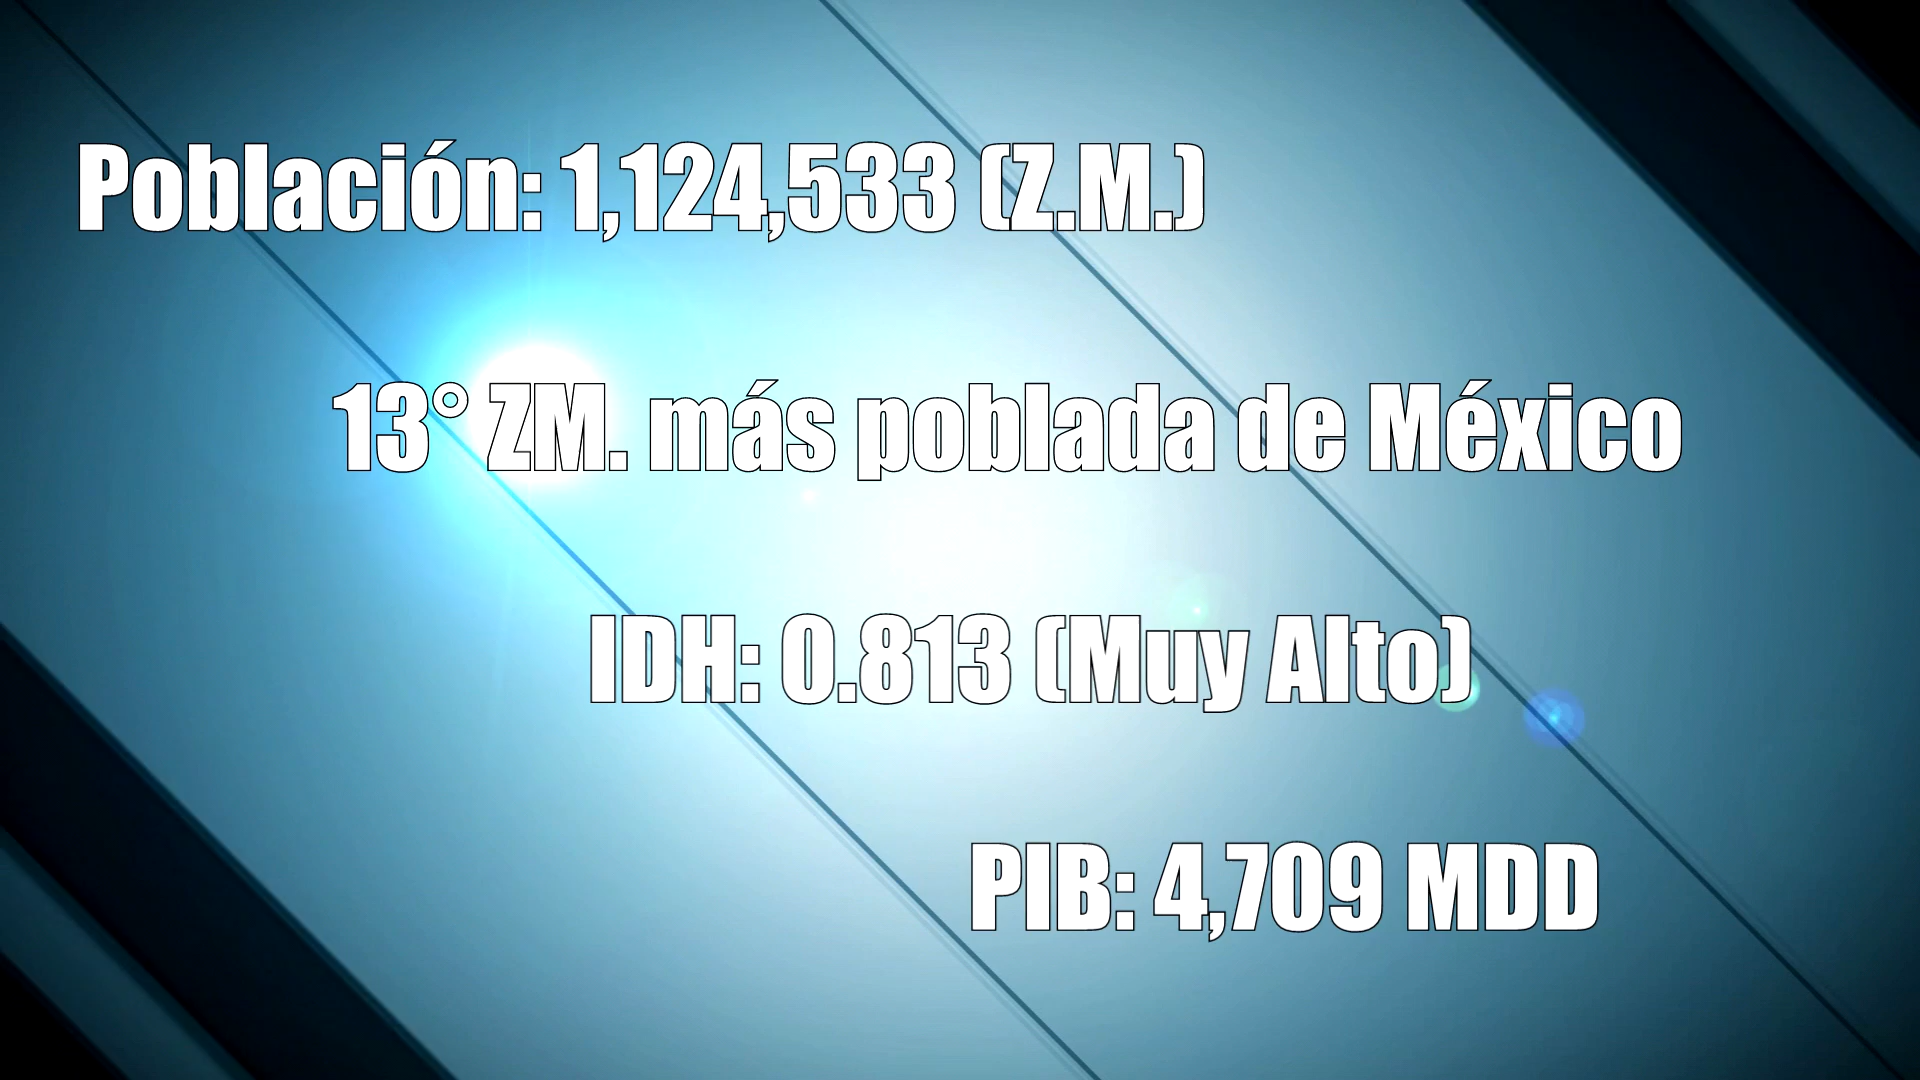 Población: 1,124,533 (Z.M.)
13° ZM. más poblada de México
IDH: 0.813 (Muy Alto)
PIB: 4,709 MDD